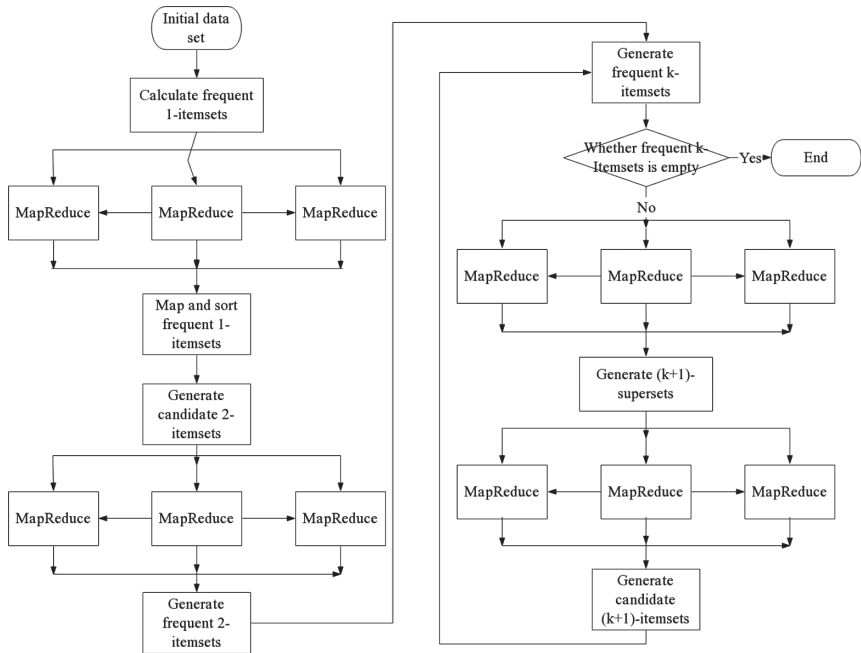 Initial data
set
Calculate frequent
1-itemsets
MapReduce
MapReduce
MapReduce
Map and sort
frequent 1-
itemsets
Generate
candidate 2-
itemsets
MapReduce
MapReduce
MapReduce
Generate
frequent 2-
itemsets
Generate
frequent k-
itemsets
Whether frequent k-
Itemsets is empty
Yes
End
No
MapReduce
MapReduce
MapReduce
Generate (k+1)-
supersets
MapReduce
MapReduce
MapReduce
Generate
candidate
(k+1)-itemsets